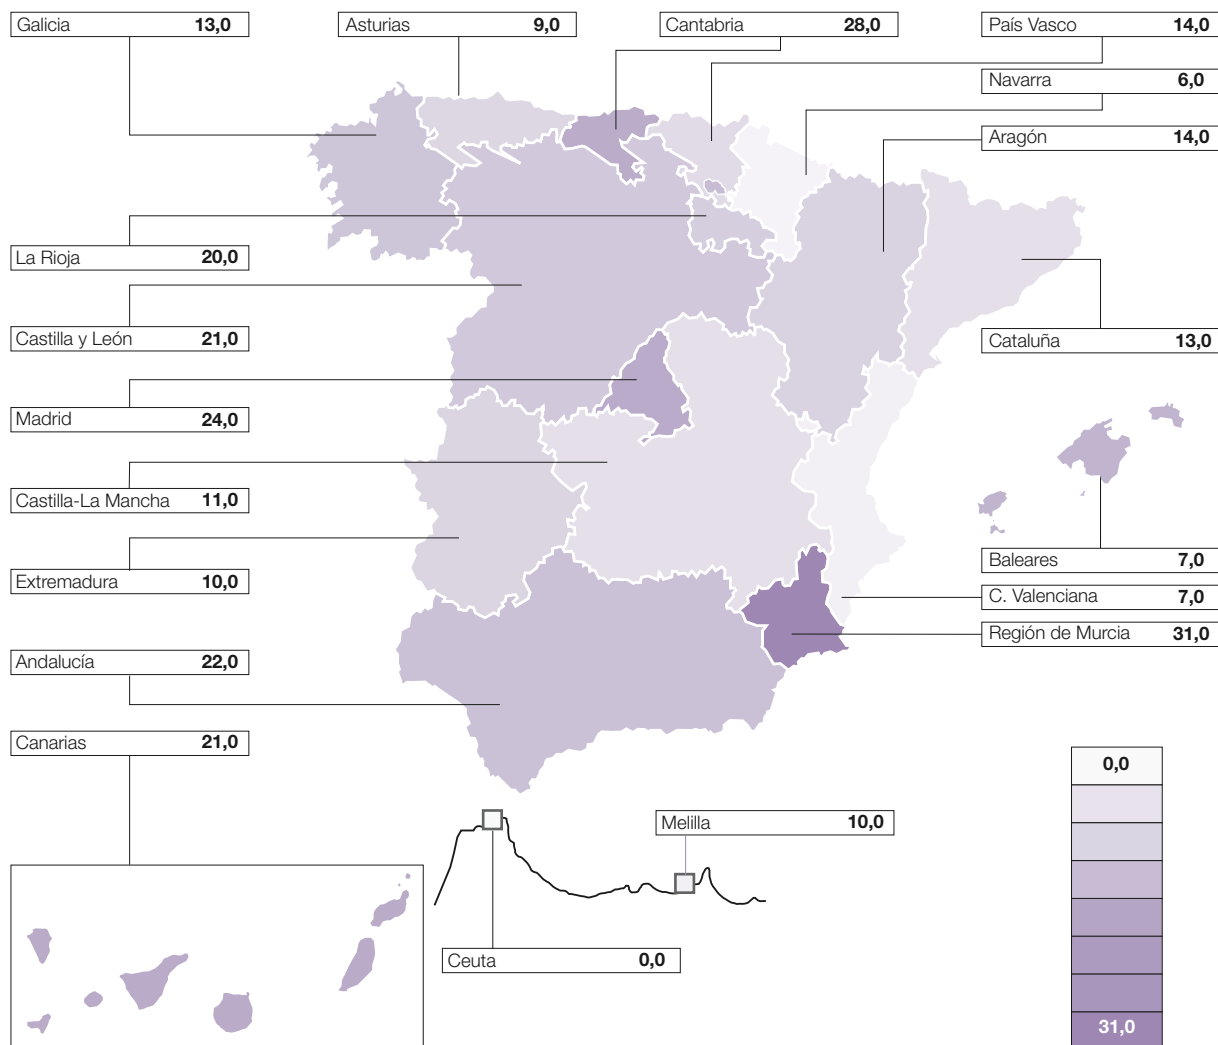 Galicia 13,0
Asturias 9,0
Cantabria 28,0
País Vasco 14,0
Navarra 6,0
Aragón 14,0
La Rioja 20,0
Castilla y León 21,0
Cataluña 13,0
Madrid 24,0
Castilla-La Mancha 11,0
Extremadura 10,0
Baleares 7,0
C. Valenciana 7,0
Región de Murcia 31,0
Andalucía 22,0
Canarias 21,0
0,0
Melilla 10,0
Ceuta 0,0
31,0